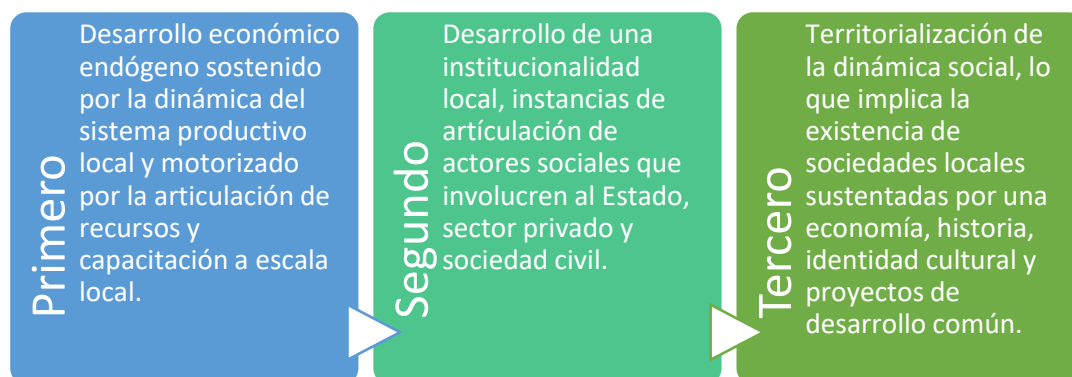 Primero
Desarrollo económico
endógeno sostenido
por la dinámica del
sistema productivo
local y motorizado
por la articulación de
recursos y
capacitación a escala
local.
Segundo
Desarrollo de una
institucionalidad
local, instancias de
artículación de
actores sociales que
involucren al Estado,
sector privado y
sociedad civil.
Tercero
Territorialización de
la dinámica social, lo
que implica la
existencia de
sociedades locales
sustentadas por una
economía, historia,
identidad cultural y
proyectos de
desarrollo común.